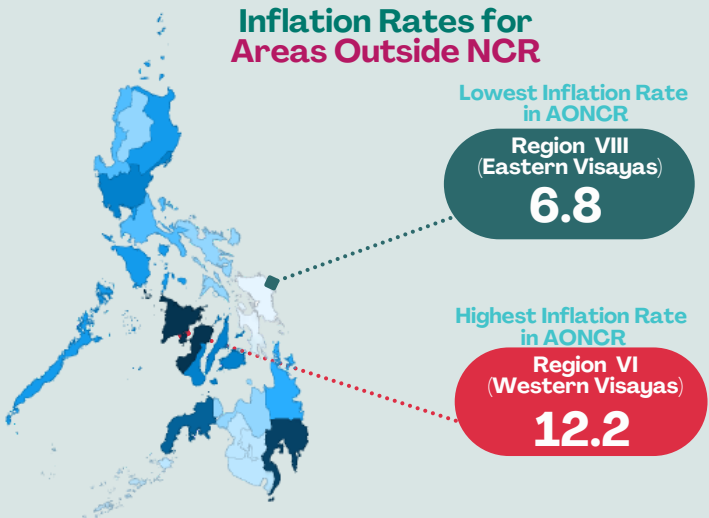 Inflation Rates for
Areas Outside NCR
Lowest Inflation Rate
in AONCR
Region VIII
(Eastern Visayas)
6.8
Highest Inflation Rate
in AONCR
Region VI
(Western Visayas)
12.2